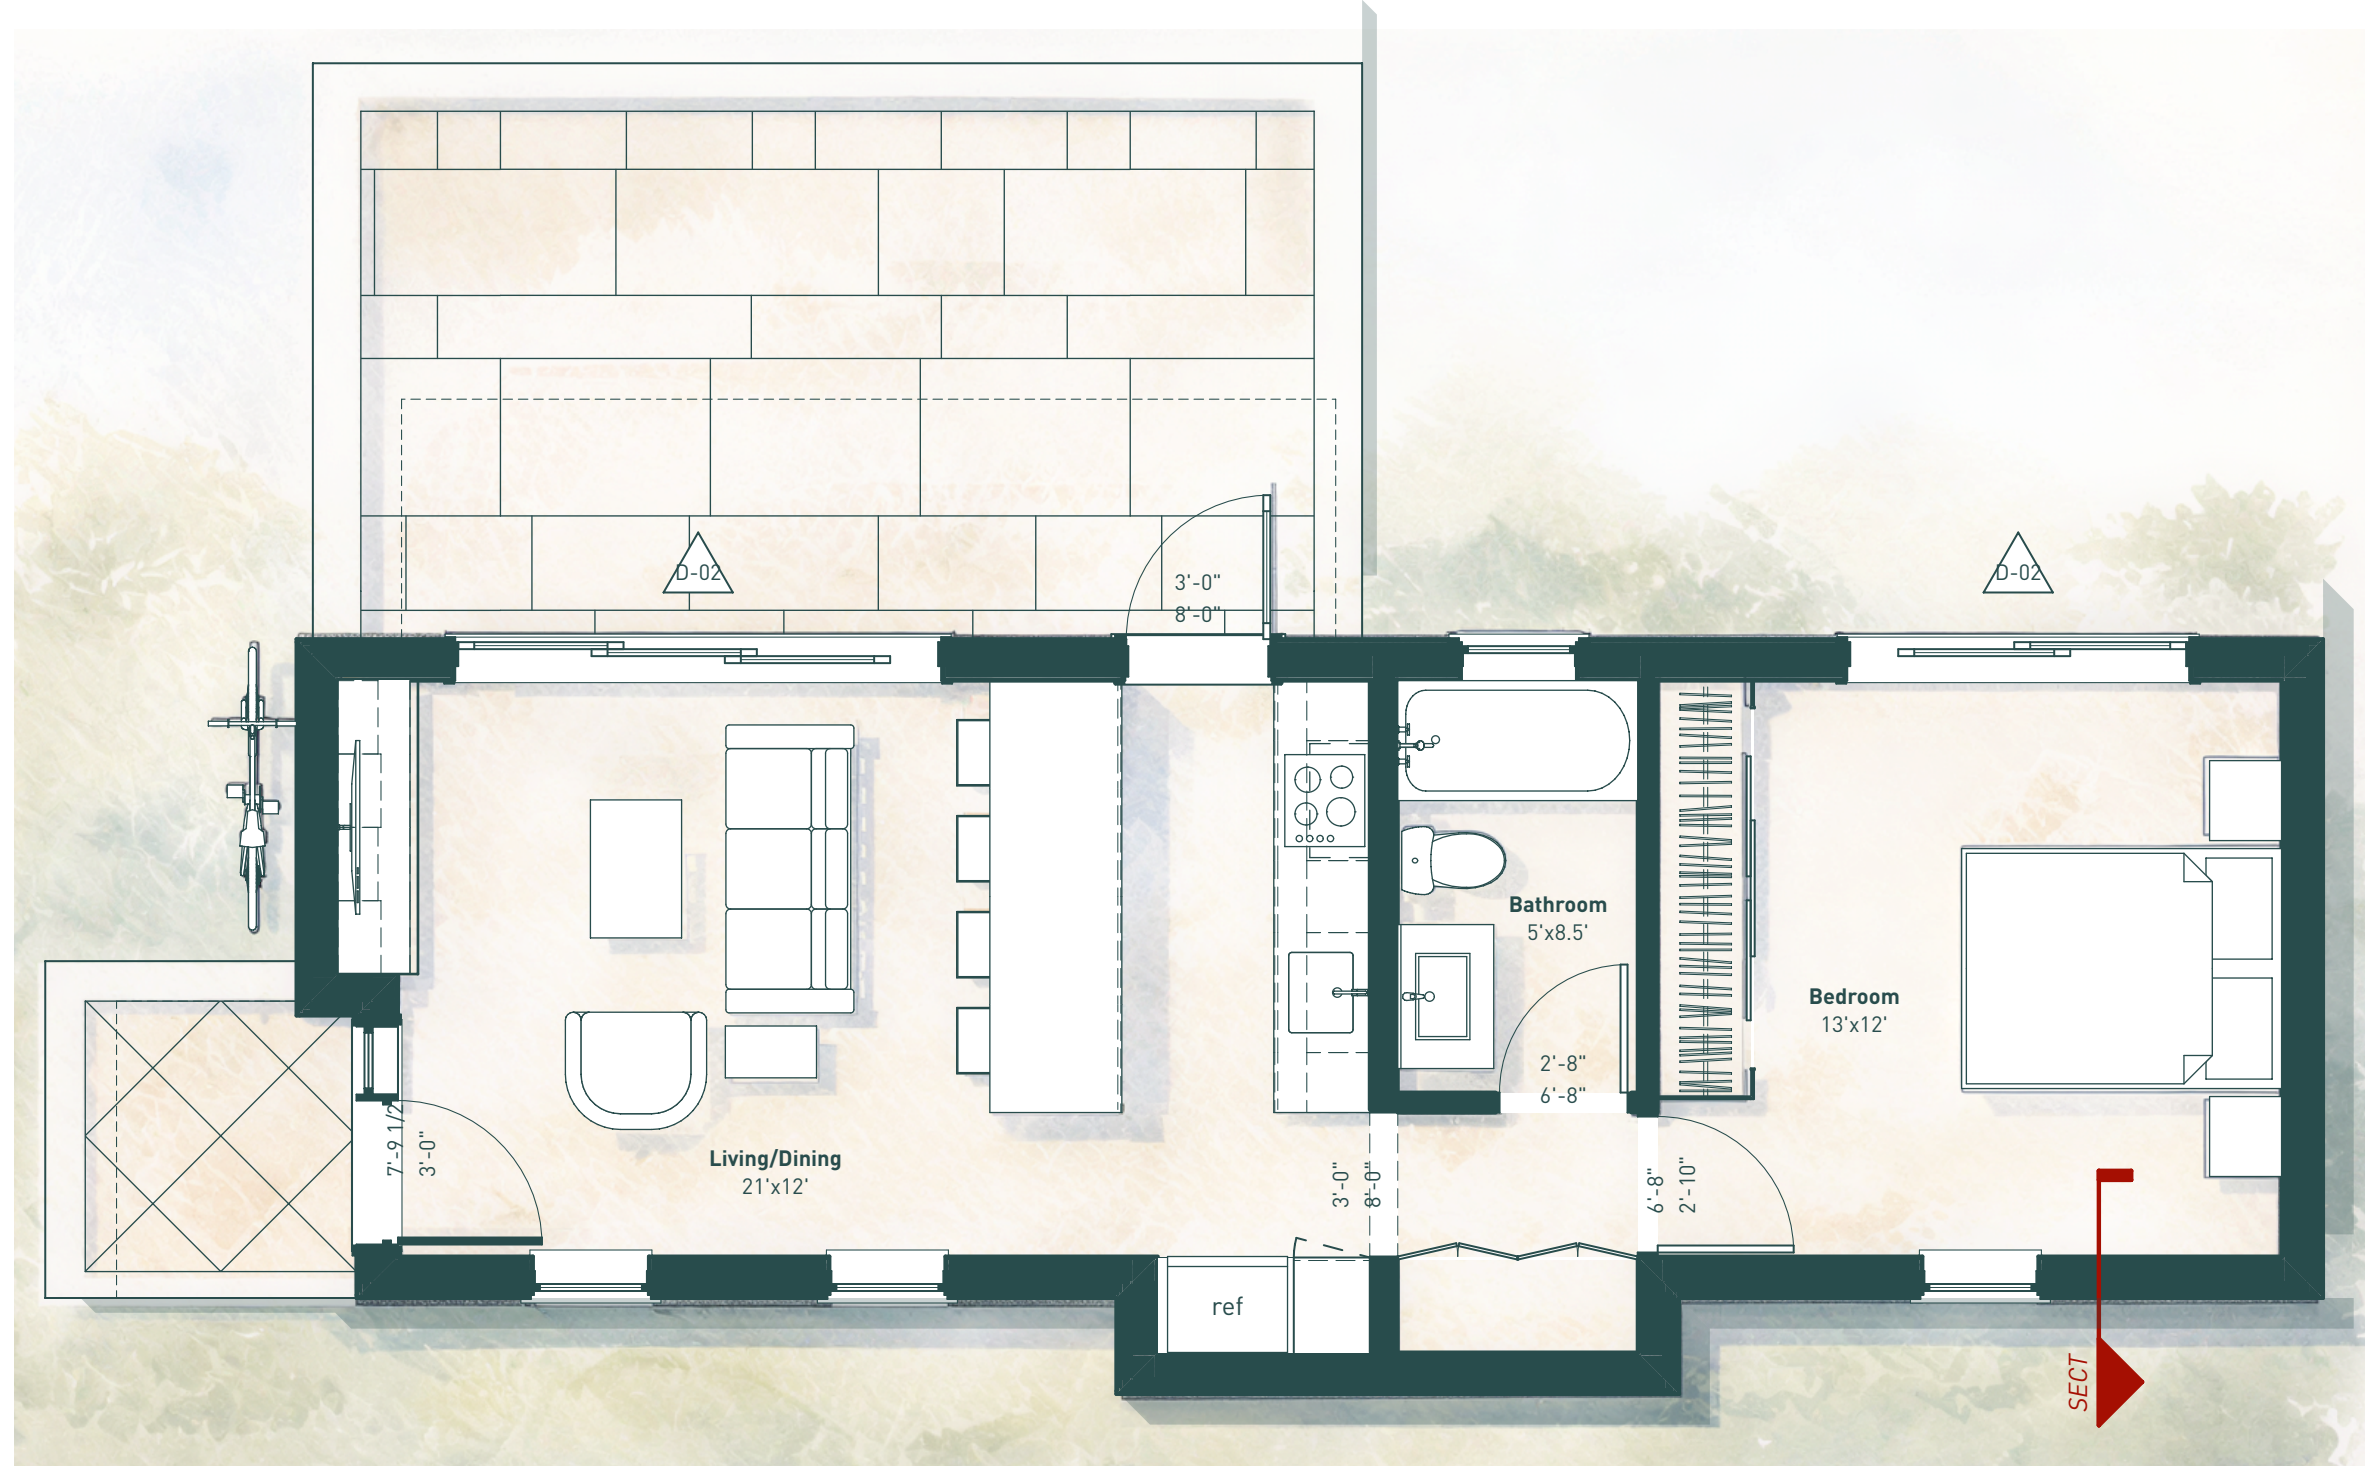 D-02
D-02
3'-0"
8'-0"
Bathroom
5'x8.5'
Bedroom
13'x12'
2'-8"
6'-8"
7'-9 1/2
3'-0"
Living/Dining
21'x12'
3'-0"
8'-0"
6'-8"
2'-10"
ref
SECT